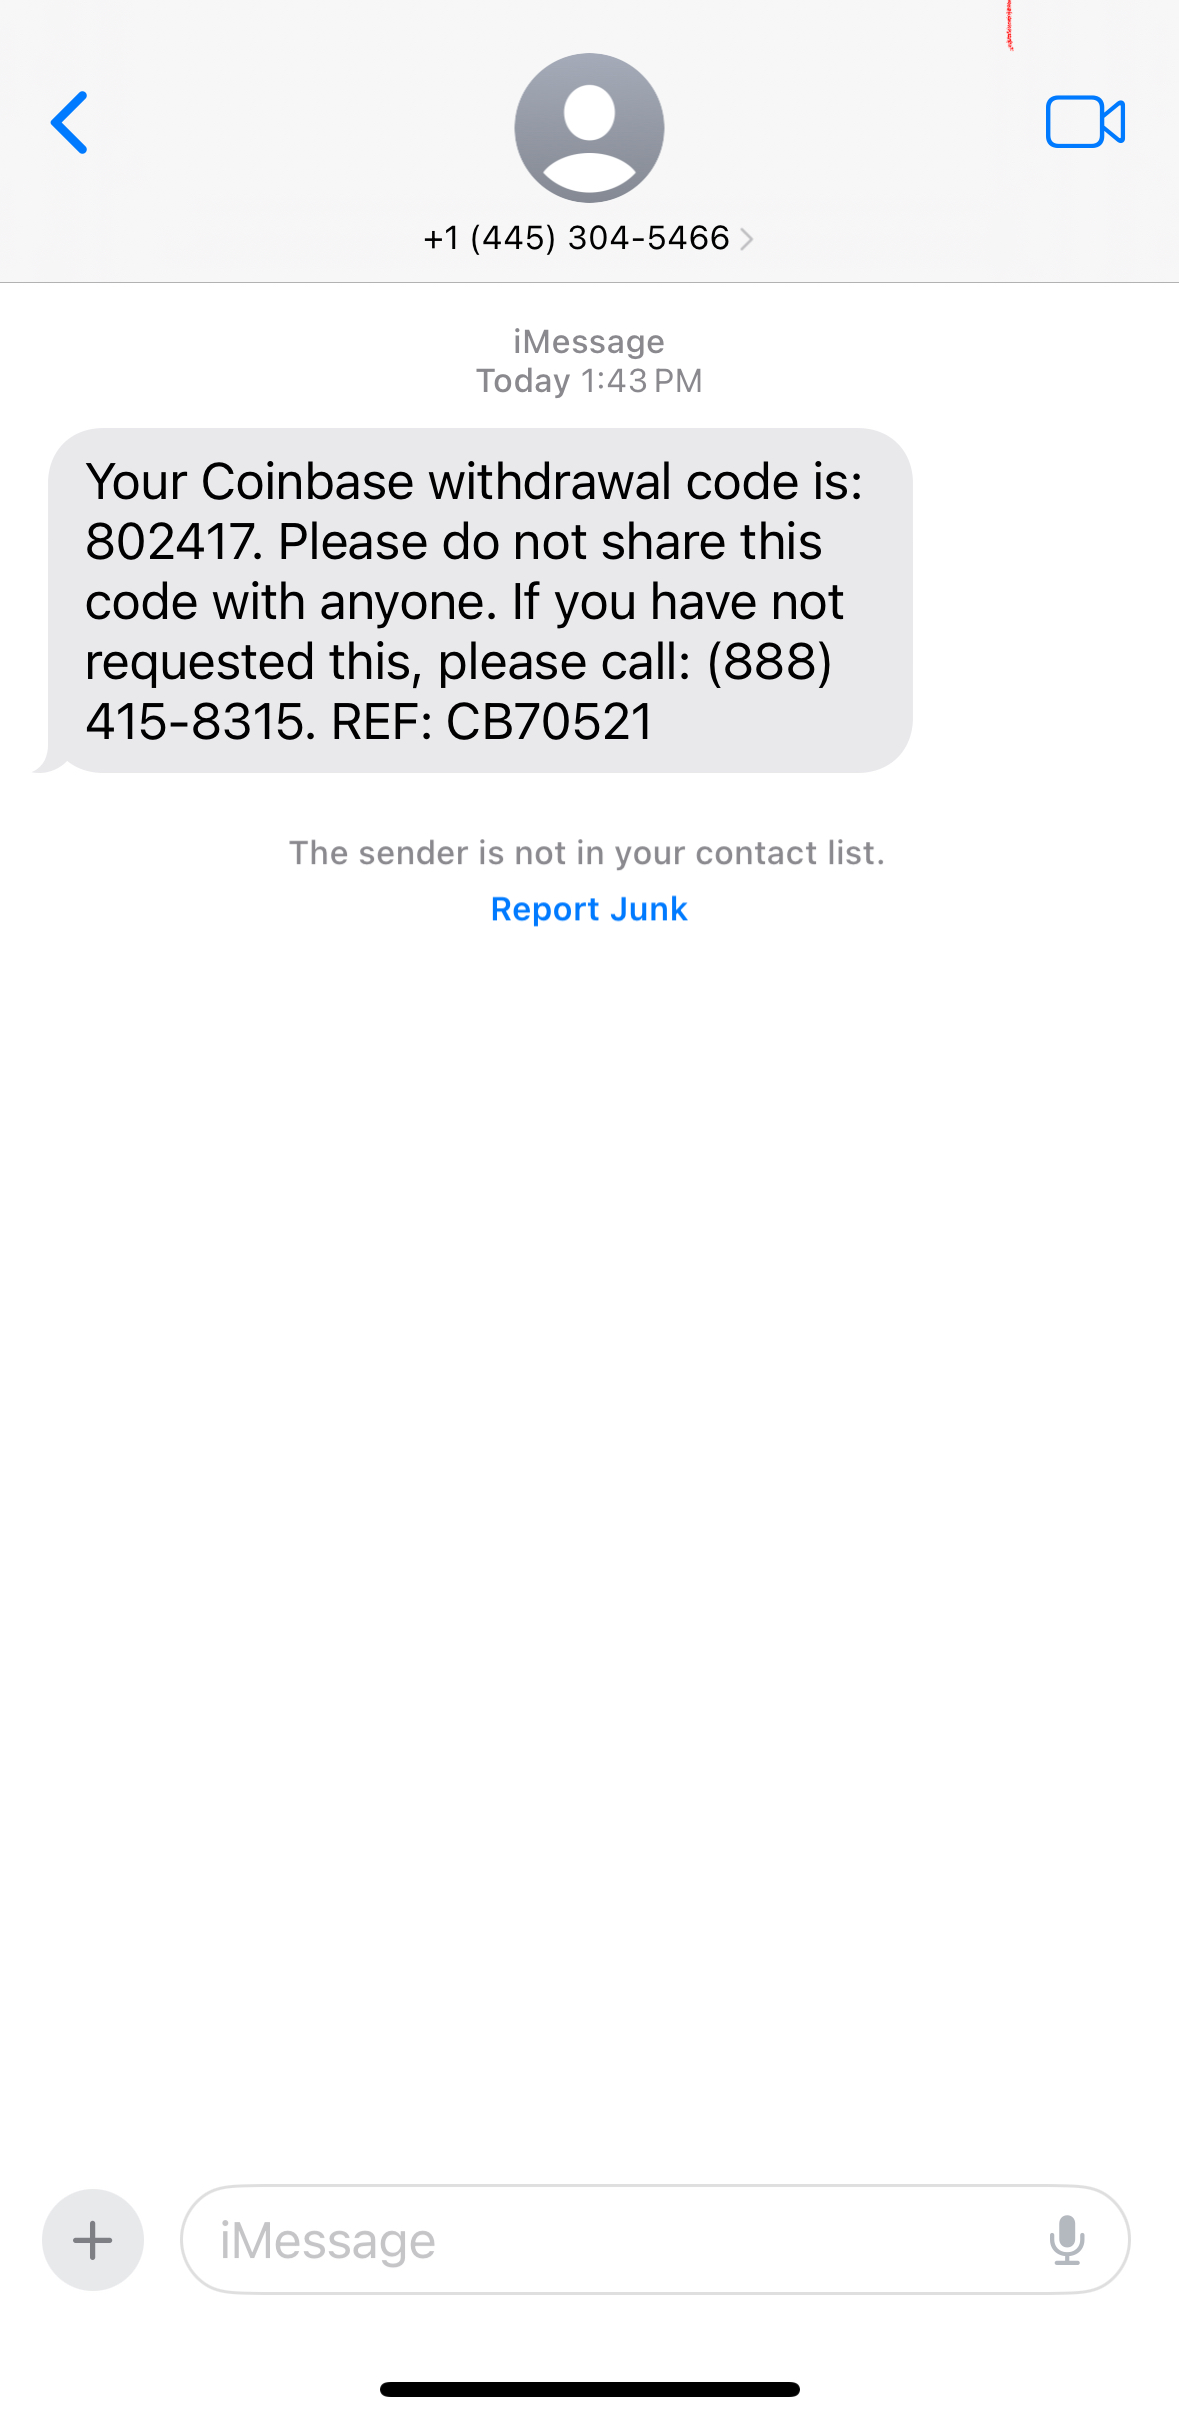 +1 (445) 304-5466
iMessage
Today 1:43 PM
Your Coinbase withdrawal code is:
802417. Please do not share this
code with anyone. If you have not
requested this, please call: (888)
415-8315. REF: CB70521
The sender is not in your contact list.
Report Junk
iMessage